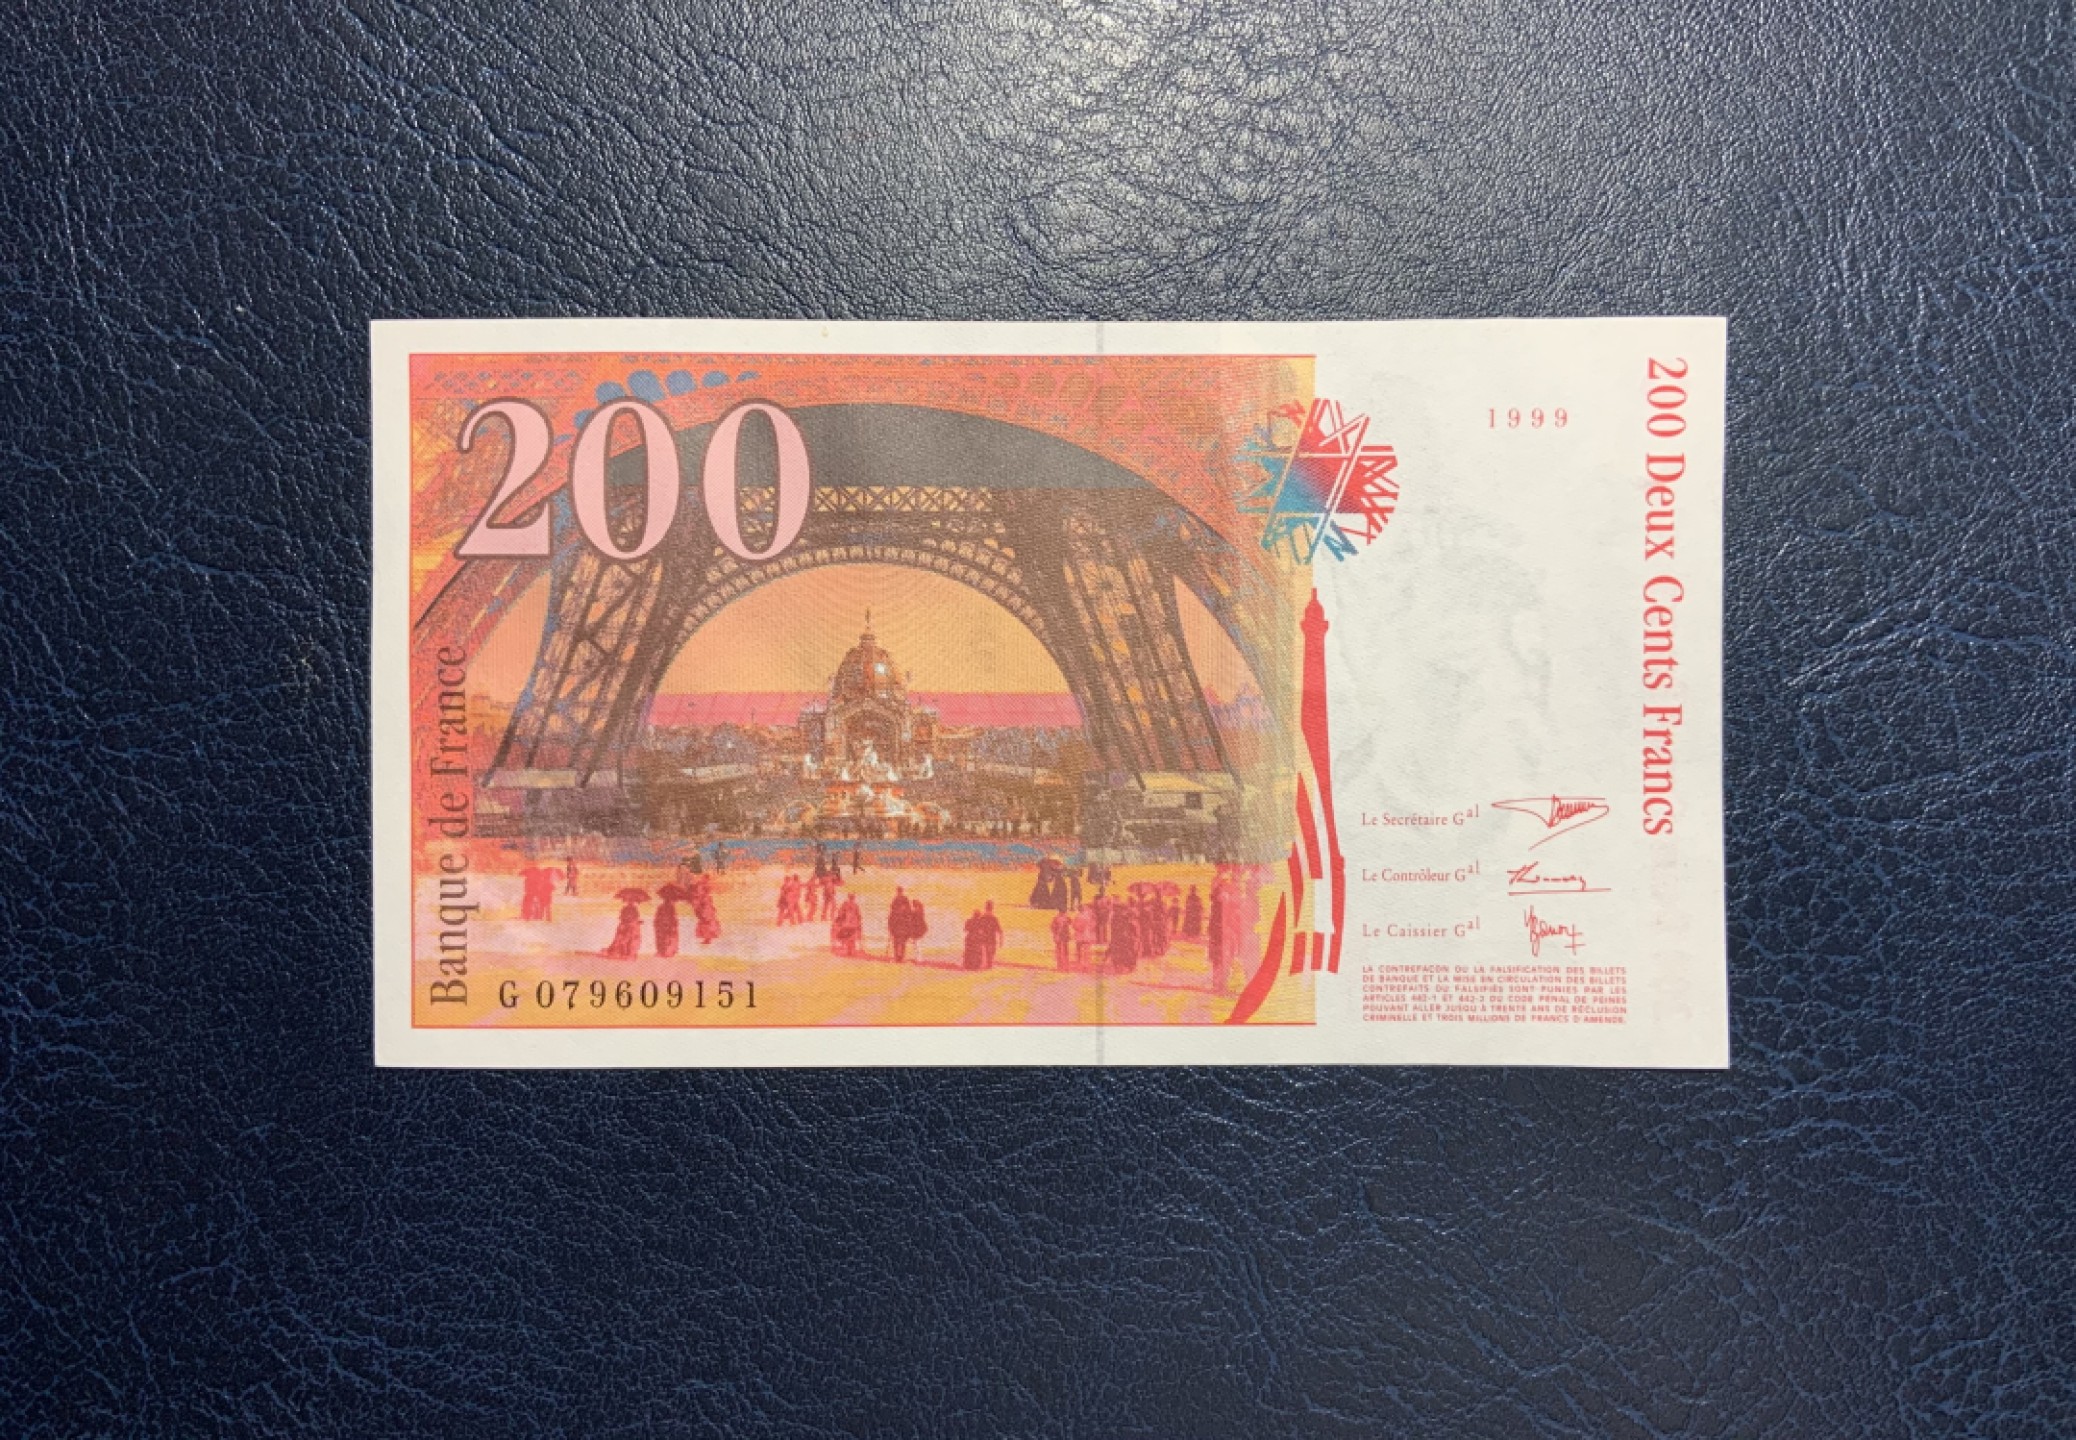 200
1999
200 Deux Cents Francs
Banque de France
G 079609151
Le Secrétaire Gal
Le Contrôleur Gal
Le Caissier Gal
LA CONTREFAÇON OU LA FALSIFICATION DES BILLETS
DE BANQUE ET LA MISE EN CIRCULATION DES BILLETS
CONTREFAITS OU FALSIFIÉS SONT PUNIES PAR LES
ARTICLES 442-1 ET 442-2 DU CODE PENAL DE PEINES
POUVANT ALLER JUSQU'À TRENTE ANS DE RÉCLUSION
CRIMINELLE ET TROIS MILLIONS DE FRANCS D'AMENDE.